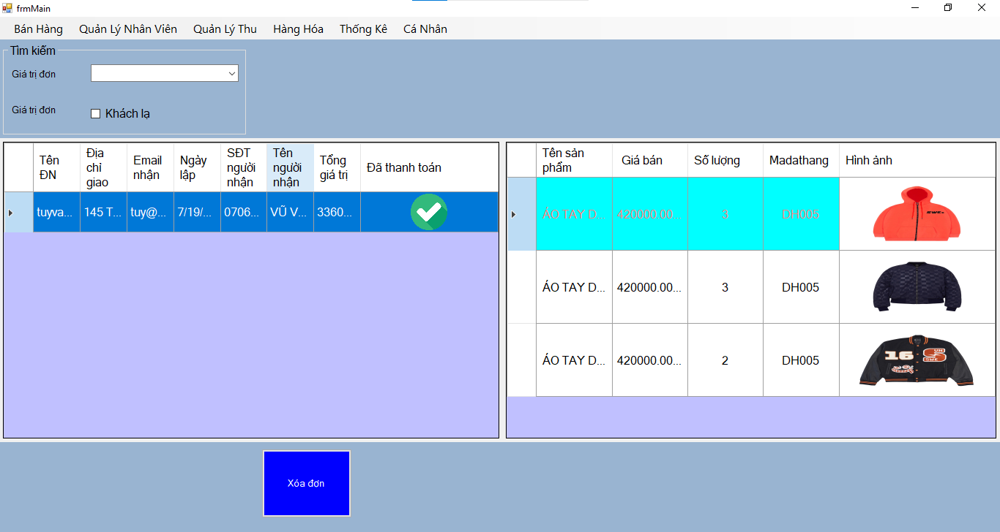 frmMain
Bán Hàng Quản Lý Nhân Viên Quản Lý Thu Hàng Hóa Thống Kê Cá Nhân
Tìm kiếm
Giá trị đơn
Giá trị đơn Khách lạ
Tên ĐN
Địa chỉ giao
Email nhận
Ngày lập
SĐT người nhận
Tên người nhận
Tổng giá trị
Đã thanh toán
tuyva... 145 T... tuy@... 7/19/... 0706... VŨ V... 3360...
Tên sản phẩm
Giá bán
Số lượng
Madathang
Hình ảnh
ÁO TAY D... 420000.00... 3 DH005
SWE
ÁO TAY D... 420000.00... 3 DH005
ÁO TAY D... 420000.00... 2 DH005
16 S
VN
SWE
Xóa đơn